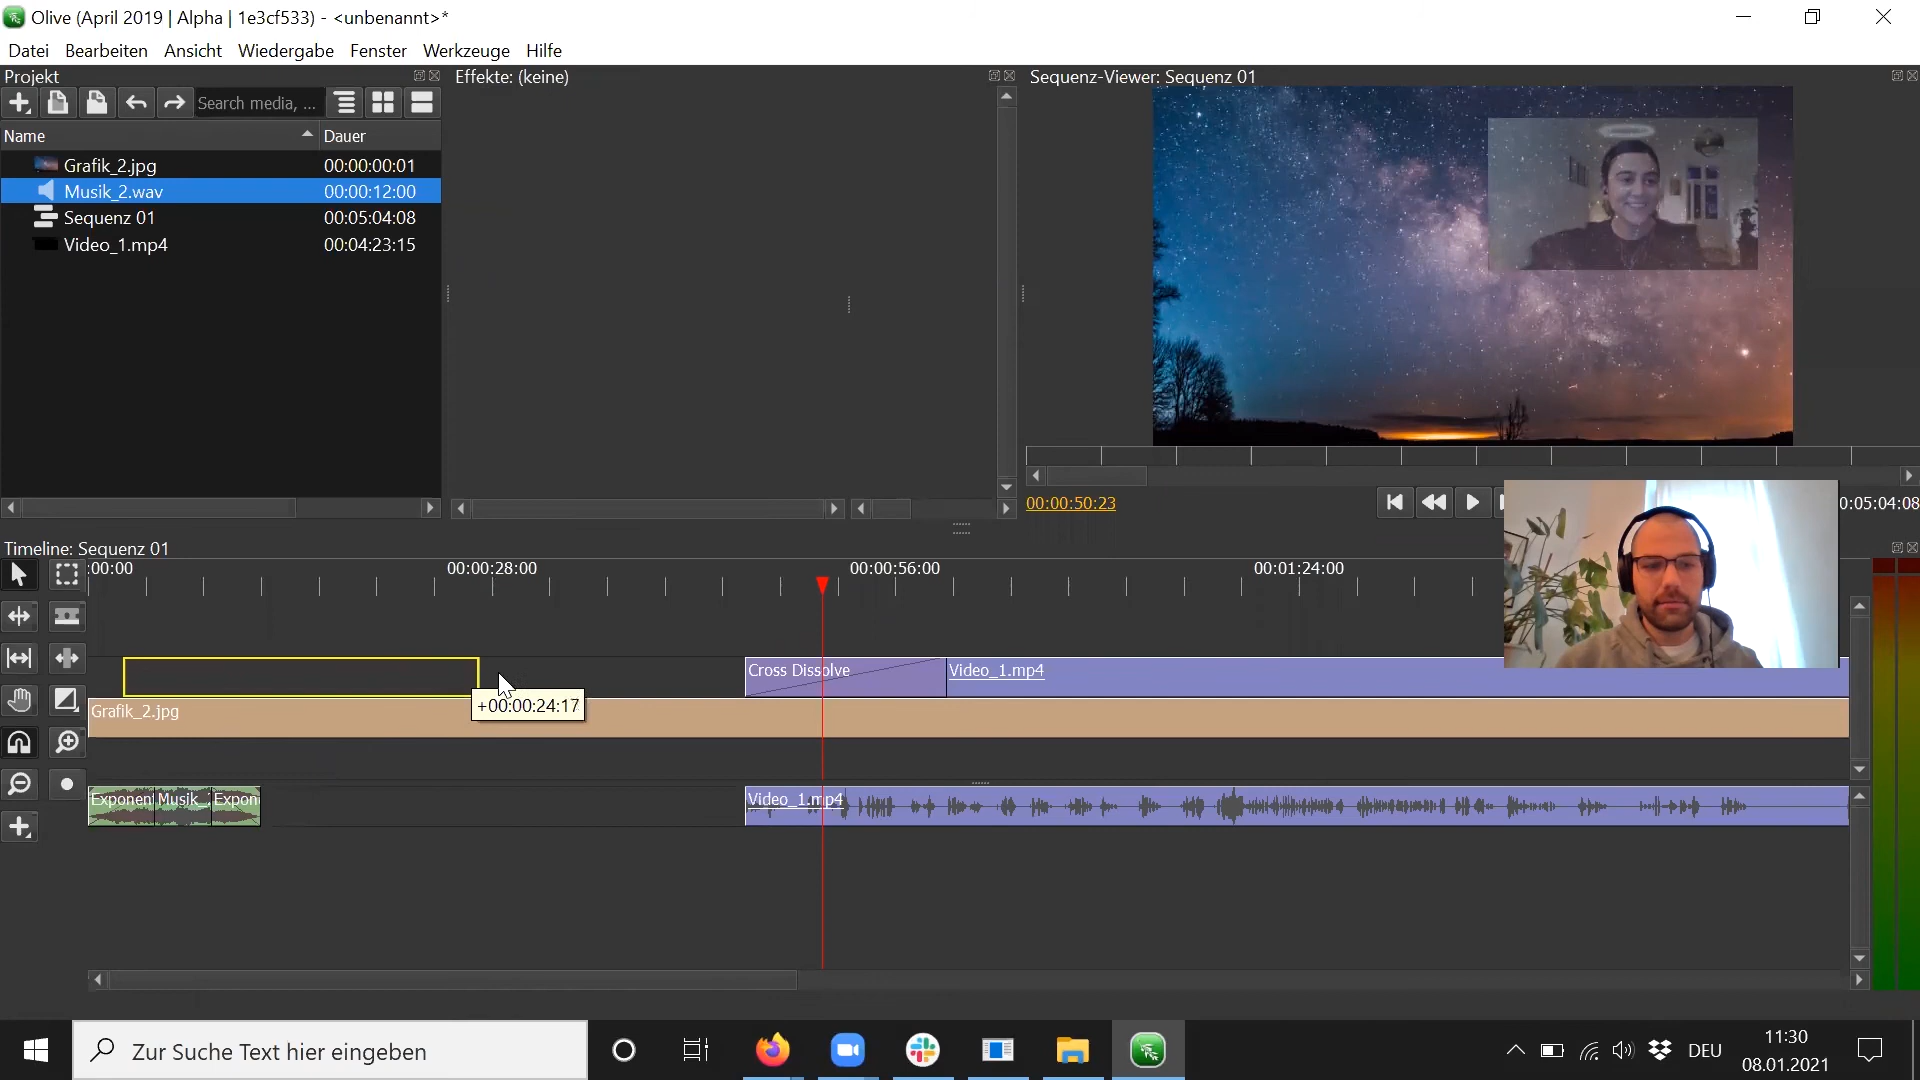 Olive (April 2019 | Alpha | 1e3cf533) - <unbenannt>*
Datei Bearbeiten Ansicht Wiedergabe Fenster Werkzeuge Hilfe
Projekt
Effekte: (keine)
Sequenz-Viewer: Sequenz 01
Search media, ...
Name Dauer
Grafik_2.jpg 00:00:00:01
Musik_2.wav 00:00:12:00
Sequenz 01 00:05:04:08
Video_1.mp4 00:04:23:15
00:00:50:23
0:05:04:08
Timeline: Sequenz 01
:00:00 00:00:28:00 00:00:56:00 00:01:24:00
Cross Dissolve Video_1.mp4
+00:00:24:17
Grafik_2.jpg
Exponent Musik_ Expon
Video_1.mp4
Zur Suche Text hier eingeben
DEU
11:30
08.01.2021